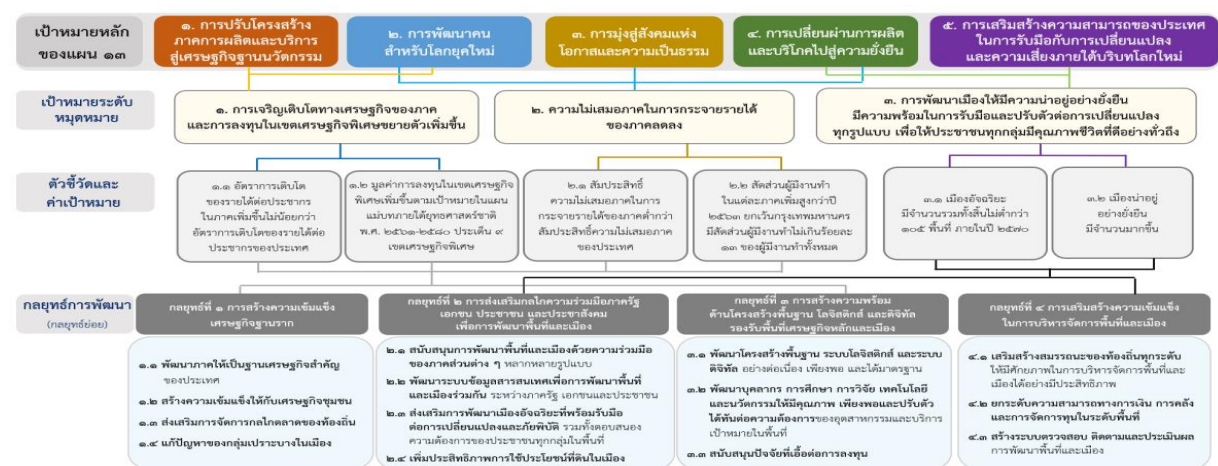 เป้าหมายหลัก
ของแผน ๑๓
๑. การปรับโครงสร้าง
ภาคการผลิตและบริการ
สู่เศรษฐกิจฐานนวัตกรรม
๒. การพัฒนาคน
สำหรับโลกยุคใหม่
๓. การมุ่งสู่สังคมแห่ง
โอกาสและความเป็นธรรม
๔. การเปลี่ยนผ่านการผลิต
และบริโภคไปสู่ความยั่งยืน
๕. การเสริมสร้างความสามารถของประเทศ
ในการรับมือกับการเปลี่ยนแปลง
และความเสี่ยงภายใต้บริบทโลกใหม่
เป้าหมายระดับ
หมุดหมาย
๑. การเจริญเติบโตทางเศรษฐกิจของภาค
และการลงทุนในเขตเศรษฐกิจพิเศษขยายตัวเพิ่มขึ้น
๒. ความไม่เสมอภาคในการกระจายรายได้
ของภาคลดลง
๓. การพัฒนาเมืองให้มีความน่าอยู่อย่างยั่งยืน
มีความพร้อมในการรับมือและปรับตัวต่อการเปลี่ยนแปลง
ทุกรูปแบบ เพื่อให้ประชาชนทุกกลุ่มมีคุณภาพชีวิตที่ดีอย่างทั่วถึง
ตัวชี้วัดและ
ค่าเป้าหมาย
๑.๑ อัตราการเติบโต
ของรายได้ต่อประชากร
ในภาคเพิ่มขึ้นไม่น้อยกว่า
อัตราการเติบโตของรายได้ต่อ
ประชากรของประเทศ
๑.๒ มูลค่าการลงทุนในเขตเศรษฐกิจ
พิเศษเพิ่มขึ้นตามเป้าหมายในแผน
แม่บทภายใต้ยุทธศาสตร์ชาติ
พ.ศ. ๒๕๖๑-๒๕๘๐ ประเด็น ๙
เขตเศรษฐกิจพิเศษ
๒.๑ สัมประสิทธิ์
ความไม่เสมอภาคในการ
กระจายรายได้ของภาคต่ำกว่า
สัมประสิทธิ์ความไม่เสมอภาค
ของประเทศ
๒.๒ สัดส่วนผู้มีงานทำ
ในแต่ละภาคเพิ่มสูงกว่าปี
๒๕๖๓ ยกเว้นกรุงเทพมหานคร
มีสัดส่วนผู้มีงานทำไม่เกินร้อยละ
๑๓ ของผู้มีงานทำทั้งหมด
๓.๑ เมืองอัจฉริยะ
มีจำนวนรวมทั้งสิ้นไม่ต่ำกว่า
๑๐๕ พื้นที่ ภายในปี ๒๕๗๐
๓.๒ เมืองน่าอยู่
อย่างยั่งยืน
มีจำนวนมากขึ้น
กลยุทธ์การพัฒนา
(กลยุทธ์ย่อย)
กลยุทธ์ที่ ๑ การสร้างความเข้มแข็ง
เศรษฐกิจฐานราก
๑.๑ พัฒนาภาคให้เป็นฐานเศรษฐกิจสำคัญ
ของประเทศ
๑.๒ สร้างความเข้มแข็งให้กับเศรษฐกิจชุมชน
๑.๓ ส่งเสริมการจัดการกลไกตลาดของท้องถิ่น
๑.๔ แก้ปัญหาของกลุ่มเปราะบางในเมือง
กลยุทธ์ที่ ๒ การส่งเสริมกลไกความร่วมมือภาครัฐ
เอกชน ประชาชน และประชาสังคม
เพื่อการพัฒนาพื้นที่และเมือง
๒.๑ สนับสนุนการพัฒนาพื้นที่และเมืองด้วยความร่วมมือ
ของภาคส่วนต่าง ๆ หลากหลายรูปแบบ
๒.๒ พัฒนาระบบข้อมูลสารสนเทศเพื่อการพัฒนาพื้นที่
และเมืองร่วมกัน ระหว่างภาครัฐ เอกชนและประชาชน
๒.๓ ส่งเสริมการพัฒนาเมืองอัจฉริยะที่พร้อมรับมือ
ต่อการเปลี่ยนแปลงและภัยพิบัติ รวมทั้งตอบสนอง
ความต้องการของประชาชนทุกกลุ่มในพื้นที่
๒.๔ เพิ่มประสิทธิภาพการใช้ประโยชน์ที่ดินในเมือง
กลยุทธ์ที่ ๓ การสร้างความพร้อม
ด้านโครงสร้างพื้นฐาน โลจิสติกส์ และดิจิทัล
รองรับพื้นที่เศรษฐกิจหลักและเมือง
๓.๑ พัฒนาโครงสร้างพื้นฐาน ระบบโลจิสติกส์ และระบบ
ดิจิทัล อย่างต่อเนื่อง เพียงพอ และได้มาตรฐาน
๓.๒ พัฒนาบุคลากร การศึกษา การวิจัย เทคโนโลยี
และนวัตกรรมให้มีคุณภาพ เพียงพอและปรับตัว
ได้ทันต่อความต้องการของอุตสาหกรรมและบริการ
เป้าหมายในพื้นที่
๓.๓ สนับสนุนปัจจัยที่เอื้อต่อการลงทุน
กลยุทธ์ที่ ๔ การเสริมสร้างความเข้มแข็ง
ในการบริหารจัดการพื้นที่และเมือง
๔.๑ เสริมสร้างสมรรถนะของท้องถิ่นทุกระดับ
ให้มีศักยภาพในการบริหารจัดการพื้นที่และ
เมืองได้อย่างมีประสิทธิภาพ
๔.๒ ยกระดับความสามารถทางการเงิน การคลัง
และการจัดการทุนในระดับพื้นที่
๔.๓ สร้างระบบตรวจสอบ ติดตามและประเมินผล
การพัฒนาพื้นที่และเมือง